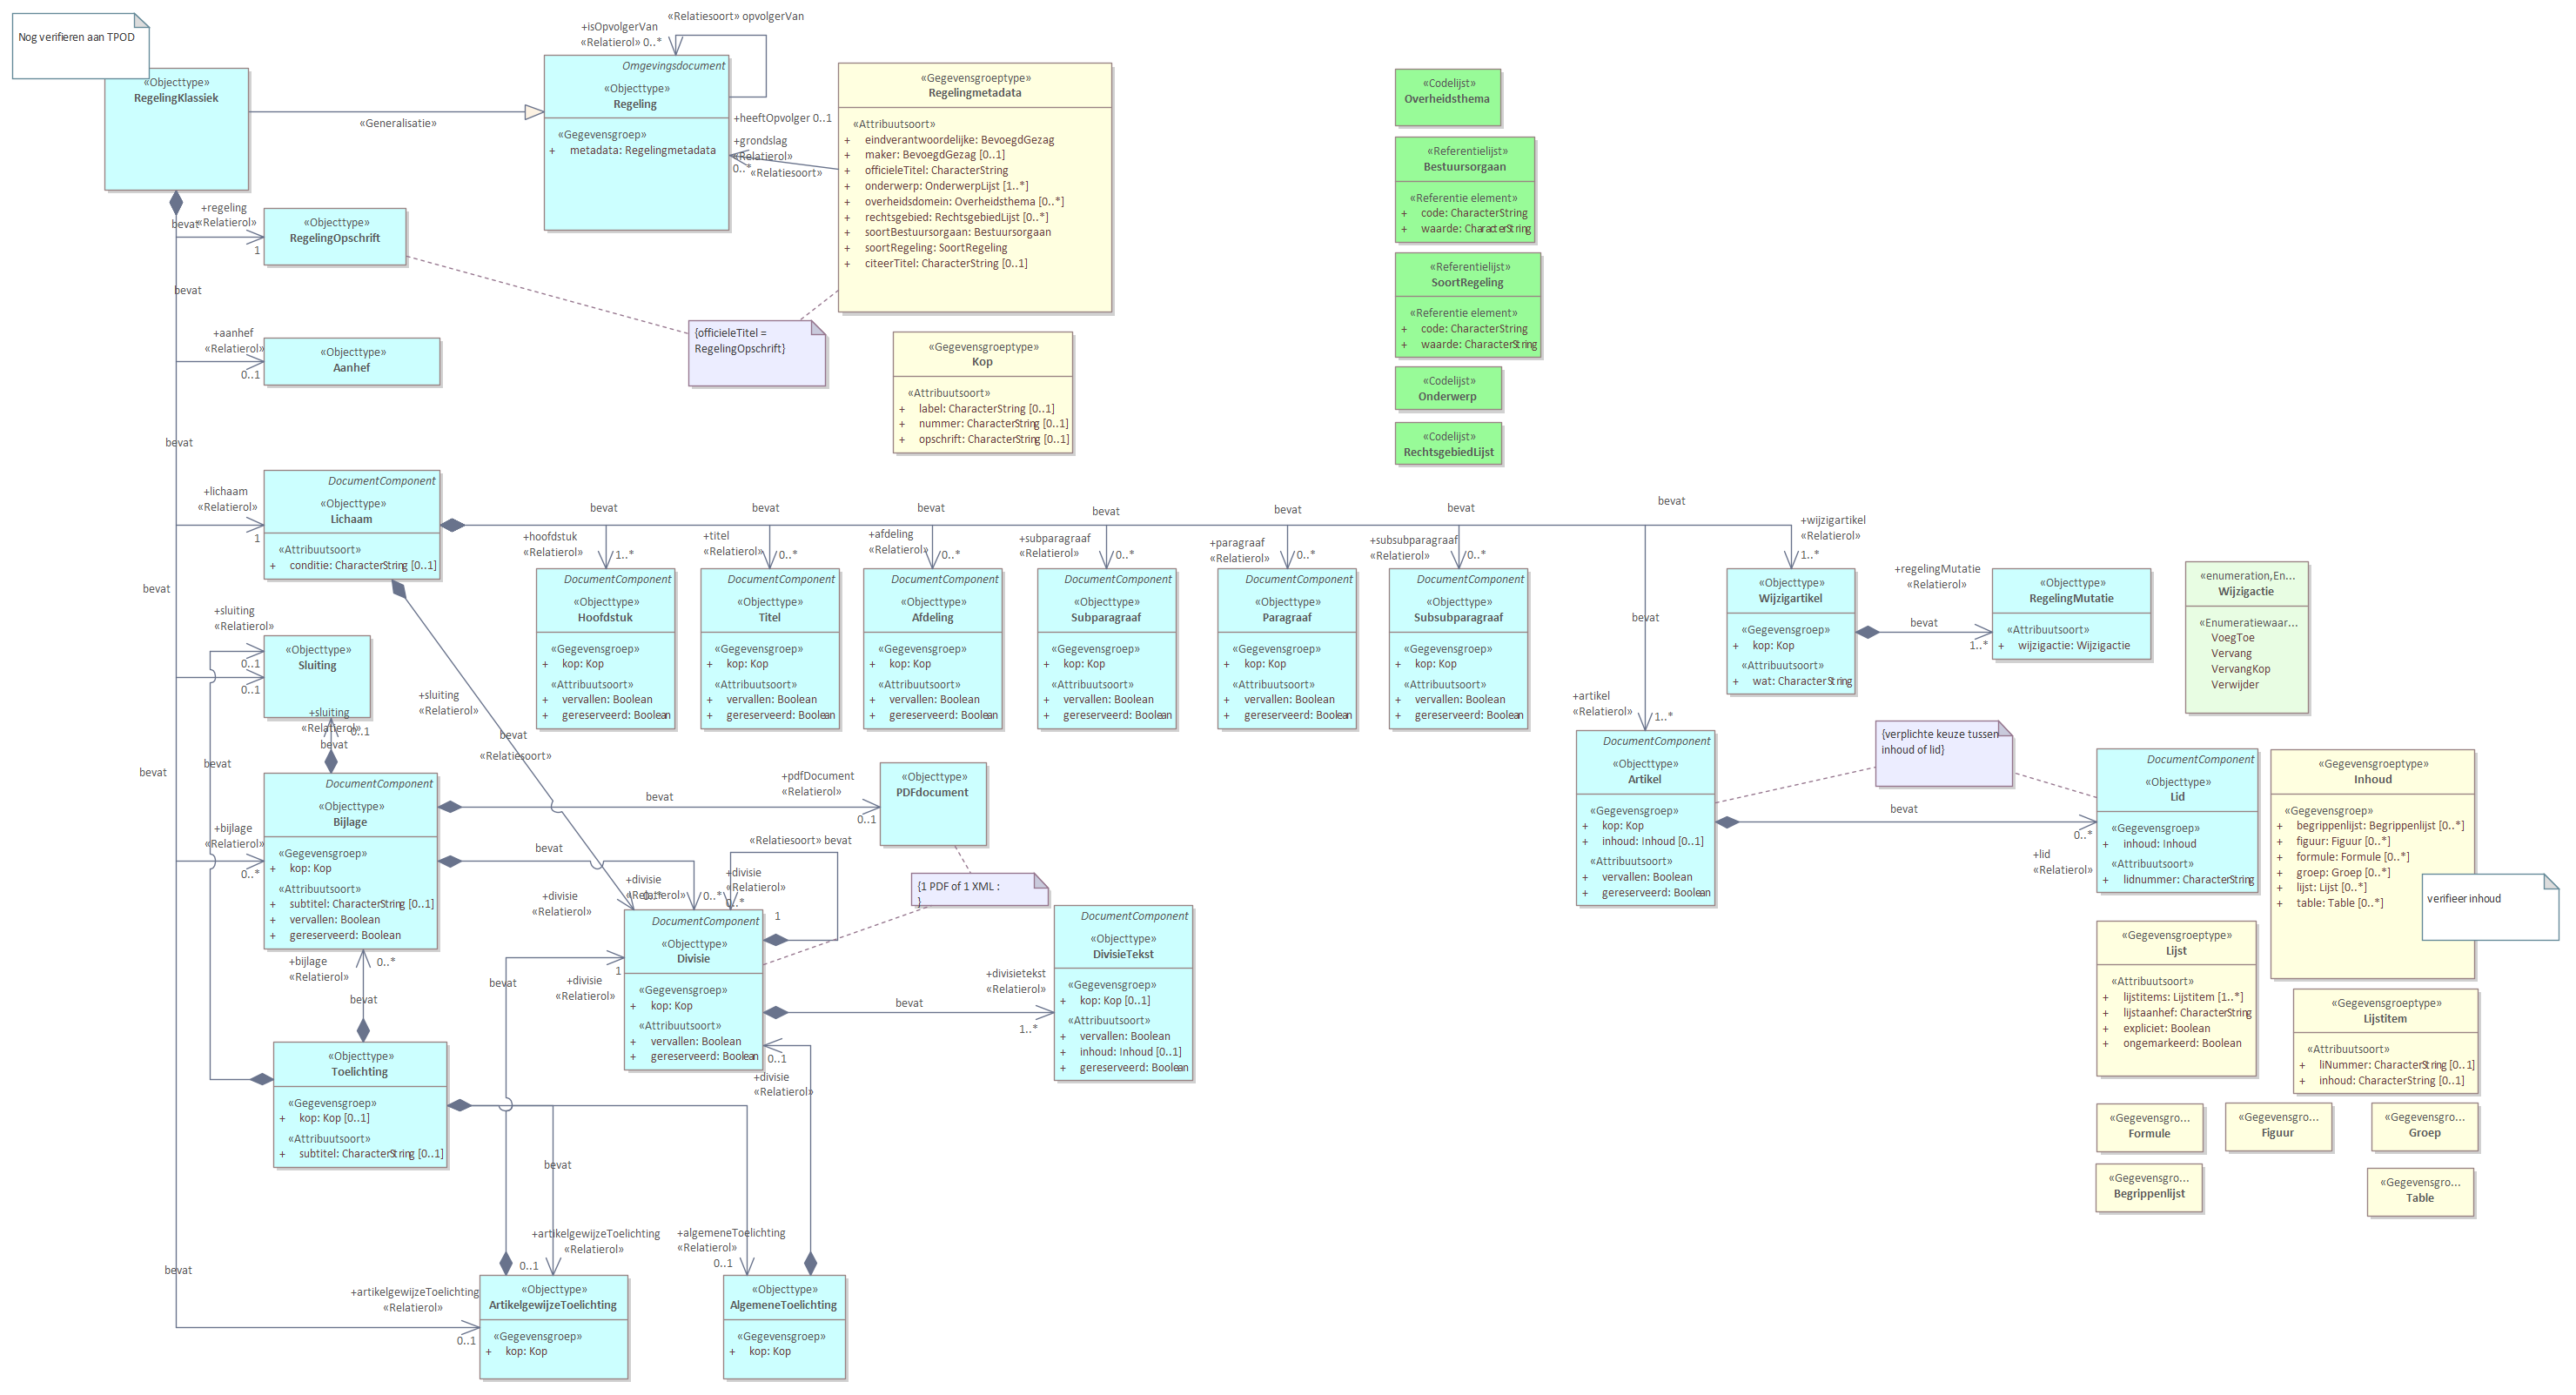 Nog verifieren aan TPOD
«Objecttype»
RegelingKlassiek
«Generalisatie»
«Relatiesoort» opvolgerVan
+isOpvolgerVan
«Relatierol» 0..*
Omgevingsdocument
«Objecttype»
Regeling
«Gegevensgroep»
+ metadata: Regelingmetadata
+heeftOpvolger 0..1
+grondslag
«Relatierol»
0..*
«Relatiesoort»
«Gegevensgroeptype»
Regelingmetadata
«Attribuutsoort»
+ eindverantwoordelijke: BevoegdGezag
+ maker: BevoegdGezag [0..1]
+ officieleTitel: CharacterString
+ onderwerp: OnderwerpLijst [1..*]
+ overheidsdomein: Overheidsthema [0..*]
+ rechtsgebied: RechtsgebiedLijst [0..*]
+ soortBestuursorgaan: Bestuursorgaan
+ soortRegeling: SoortRegeling
+ citeerTitel: CharacterString [0..1]
«Codelijst»
Overheidsthema
«Referentielijst»
Bestuursorgaan
«Referentie element»
+ code: CharacterString
+ waarde: CharacterString
«Referentielijst»
SoortRegeling
«Referentie element»
+ code: CharacterString
+ waarde: CharacterString
«Codelijst»
Onderwerp
«Codelijst»
RechtsgebiedLijst
+regeling
«Relatierol»
bevat
1
«Objecttype»
RegelingOpschrift
bevat
{officieleTitel =
RegelingOpschrift}
«Gegevensgroeptype»
Kop
«Attribuutsoort»
+ label: CharacterString [0..1]
+ nummer: CharacterString [0..1]
+ opschrift: CharacterString [0..1]
+aanhef
«Relatierol»
0..1
«Objecttype»
Aanhef
bevat
+lichaam
«Relatierol»
1
DocumentComponent
«Objecttype»
Lichaam
«Attribuutsoort»
+ conditie: CharacterString [0..1]
bevat
+hoofdstuk
«Relatierol»
1..*
bevat
+titel
«Relatierol»
0..*
bevat
+afdeling
«Relatierol»
0..*
bevat
+subparagraaf
«Relatierol»
0..*
bevat
+paragraaf
«Relatierol»
0..*
bevat
+subsubparagraaf
«Relatierol»
0..*
bevat
+wijzigartikel
«Relatierol»
1..*
DocumentComponent
«Objecttype»
Hoofdstuk
«Gegevensgroep»
+ kop: Kop
«Attribuutsoort»
+ vervallen: Boolean
+ gereserveerd: Boolean
DocumentComponent
«Objecttype»
Titel
«Gegevensgroep»
+ kop: Kop
«Attribuutsoort»
+ vervallen: Boolean
+ gereserveerd: Boolean
DocumentComponent
«Objecttype»
Afdeling
«Gegevensgroep»
+ kop: Kop
«Attribuutsoort»
+ vervallen: Boolean
+ gereserveerd: Boolean
DocumentComponent
«Objecttype»
Subparagraaf
«Gegevensgroep»
+ kop: Kop
«Attribuutsoort»
+ vervallen: Boolean
+ gereserveerd: Boolean
DocumentComponent
«Objecttype»
Paragraaf
«Gegevensgroep»
+ kop: Kop
«Attribuutsoort»
+ vervallen: Boolean
+ gereserveerd: Boolean
DocumentComponent
«Objecttype»
Subsubparagraaf
«Gegevensgroep»
+ kop: Kop
«Attribuutsoort»
+ vervallen: Boolean
+ gereserveerd: Boolean
bevat
+artikel
«Relatierol»
1..*
«Objecttype»
Wijzigartikel
«Gegevensgroep»
+ kop: Kop
«Attribuutsoort»
+ wat: CharacterString
bevat
+regelingMutatie
«Relatierol»
1..*
«Objecttype»
RegelingMutatie
«Attribuutsoort»
+ wijzigactie: Wijzigactie
«enumeration,En...
Wijzigactie
«Enumeratiewaar...
VoegToe
Vervang
VervangKop
Verwijder
bevat
+sluiting
«Relatierol»
0..1
0..1
«Objecttype»
Sluiting
+sluiting
«Relatierol»
0..1
bevat
bevat
bevat
+sluiting
«Relatierol»
bevat
«Relatiesoort»
DocumentComponent
«Objecttype»
Bijlage
«Gegevensgroep»
+ kop: Kop
«Attribuutsoort»
+ subtitel: CharacterString [0..1]
+ vervallen: Boolean
+ gereserveerd: Boolean
+bijlage
«Relatierol»
0..*
bevat
+pdfDocument
«Relatierol»
0..1
«Objecttype»
PDFdocument
bevat
«Relatiesoort» bevat
+divisie
«Relatierol»
+divisie
«Relatierol»
0..*
0..*
+divisie
«Relatierol»
0..*
1
{1 PDF of 1 XML :
}
DocumentComponent
«Objecttype»
Divisie
«Gegevensgroep»
+ kop: Kop
«Attribuutsoort»
+ vervallen: Boolean
+ gereserveerd: Boolean
bevat
+divisietekst
«Relatierol»
1..*
DocumentComponent
«Objecttype»
DivisieTekst
«Gegevensgroep»
+ kop: Kop [0..1]
«Attribuutsoort»
+ vervallen: Boolean
+ inhoud: Inhoud [0..1]
+ gereserveerd: Boolean
DocumentComponent
«Objecttype»
Artikel
«Gegevensgroep»
+ kop: Kop
+ inhoud: Inhoud [0..1]
«Attribuutsoort»
+ vervallen: Boolean
+ gereserveerd: Boolean
{verplichte keuze tussen
inhoud of lid}
bevat
0..*
+lid
«Relatierol»
DocumentComponent
«Objecttype»
Lid
«Gegevensgroep»
+ inhoud: Inhoud
«Attribuutsoort»
+ lidnummer: CharacterString
«Gegevensgroeptype»
Inhoud
«Gegevensgroep»
+ begrippenlijst: Begrippenlijst [0..*]
+ figuur: Figuur [0..*]
+ formule: Formule [0..*]
+ groep: Groep [0..*]
+ lijst: Lijst [0..*]
+ table: Table [0..*]
verifieer inhoud
«Gegevensgroeptype»
Lijst
«Attribuutsoort»
+ lijstitems: Lijstitem [1..*]
+ lijstaanhef: CharacterString
+ expliciet: Boolean
+ ongemarkeerd: Boolean
«Gegevensgroeptype»
Lijstitem
«Attribuutsoort»
+ liNummer: CharacterString [0..1]
+ inhoud: CharacterString [0..1]
«Gegevensgro...
Formule
«Gegevensgro...
Figuur
«Gegevensgro...
Groep
«Gegevensgro...
Begrippenlijst
«Gegevensgro...
Table
+bijlage
«Relatierol»
0..*
bevat
bevat
+divisie
«Relatierol»
1
0..1
+divisie
«Relatierol»
«Objecttype»
Toelichting
«Gegevensgroep»
+ kop: Kop [0..1]
«Attribuutsoort»
+ subtitel: CharacterString [0..1]
bevat
+artikelgewijzeToelichting
«Relatierol»
0..1
+algemeneToelichting
«Relatierol»
0..1
bevat
+artikelgewijzeToelichting
«Relatierol»
0..1
«Objecttype»
ArtikelgewijzeToelichting
«Gegevensgroep»
+ kop: Kop
«Objecttype»
AlgemeneToelichting
«Gegevensgroep»
+ kop: Kop